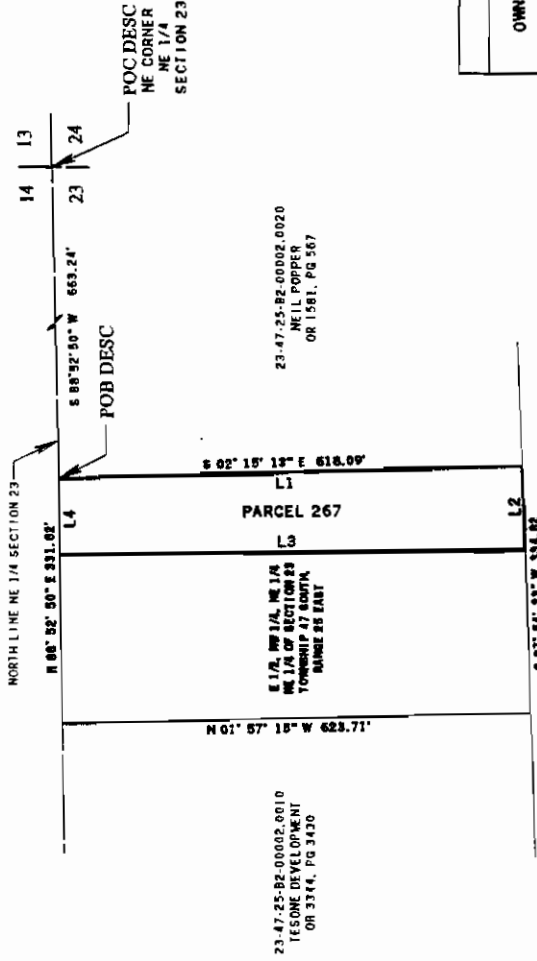 NORTH LINE NE 1/4 SECTION 23
14
13
23
24
POC DESC
NE CORNER
NE 1/4
SECTION 23
S 88°52'50" W 663.24'
POB DESC
N 88° 52' 50" E 331.62'
L4
S 02° 15' 13" E 618.09'
L1
PARCEL 267
L3
L2
E 1/2, NW 1/4, NE 1/4
NE 1/4 OF SECTION 23
TOWNSHIP 47 SOUTH,
RANGE 25 EAST
N 01° 57' 15" W 623.71'
23-47-25-B2-00002.0020
NEIL POPPER
OR 1581, PG 567
23-47-25-B2-00002.0010
TESONE DEVELOPMENT
OR 3344, PG 3430
OWN